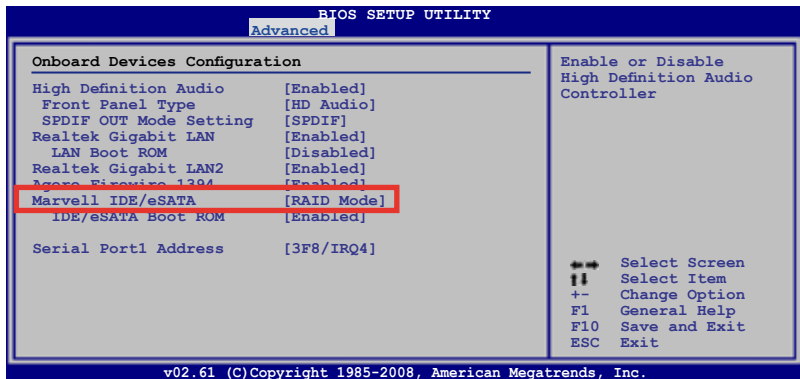 BIOS SETUP UTILITY
Advanced
Onboard Devices Configuration
High Definition Audio [Enabled]
Front Panel Type [HD Audio]
SPDIF OUT Mode Setting [SPDIF]
Realtek Gigabit LAN [Enabled]
LAN Boot ROM [Disabled]
Realtek Gigabit LAN2 [Enabled]
Agere Firewire 1394 [Enabled]
Marvell IDE/eSATA [RAID Mode]
IDE/eSATA Boot ROM [Enabled]
Serial Port1 Address [3F8/IRQ4]
Enable or Disable
High Definition Audio
Controller
Select Screen
Select Item
+- Change Option
F1 General Help
F10 Save and Exit
ESC Exit
v02.61 (C)Copyright 1985-2008, American Megatrends, Inc.